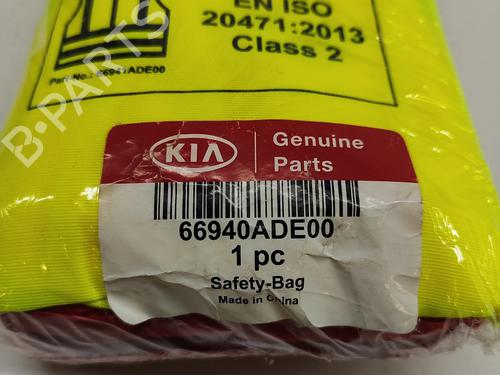 EN ISO
20471:2013
Class 2
Part No.: 66941ADE00
B-PARTS
KIA
Genuine
Parts
66940ADE00
1 pc
Safety-Bag
Made in China